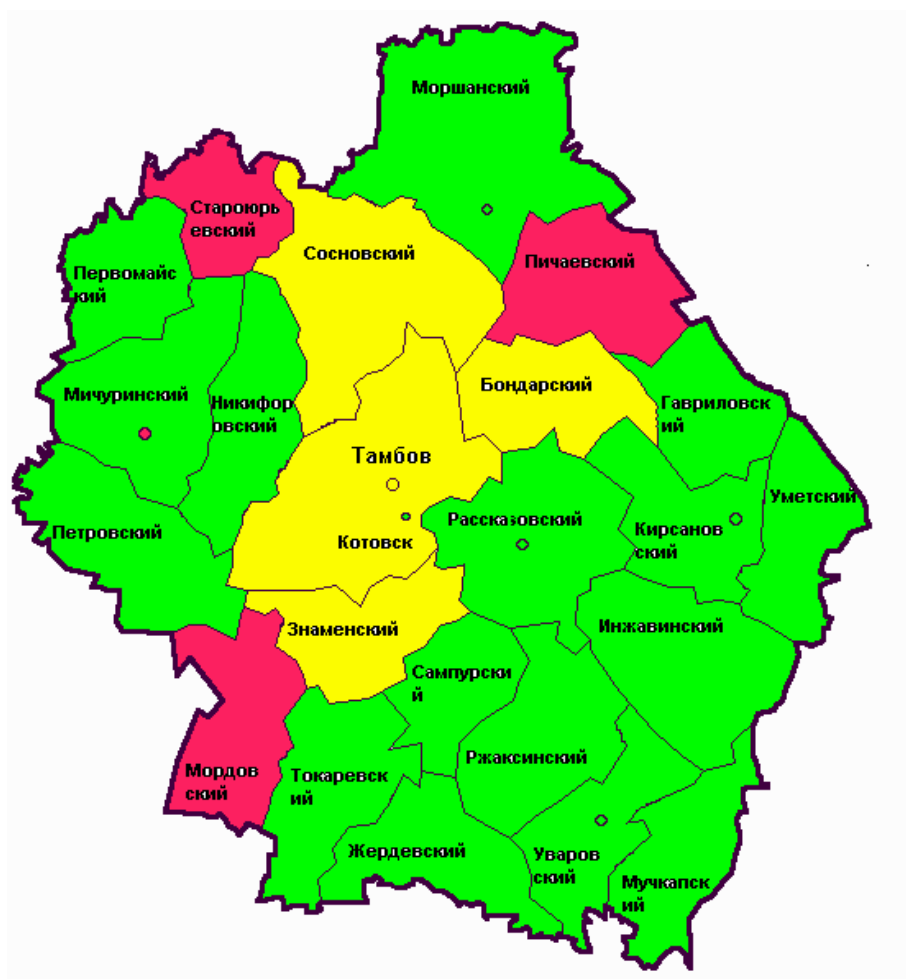 Моршанский
Староюрь
евский
Сосновский
Пичаевский
Первомайс
кий
Мичуринский
Никифор
овский
Бондарский
Гавриловск
ий
Тамбов
Уметский
Петровский
Котовск
Рассказовский
Кирсанов
ский
Знаменский
Инжавинский
Сампурски
й
Мордов
ский
Токаревск
ий
Ржаксинский
Жердевский
Уваров
ский
Мучкапск
ий